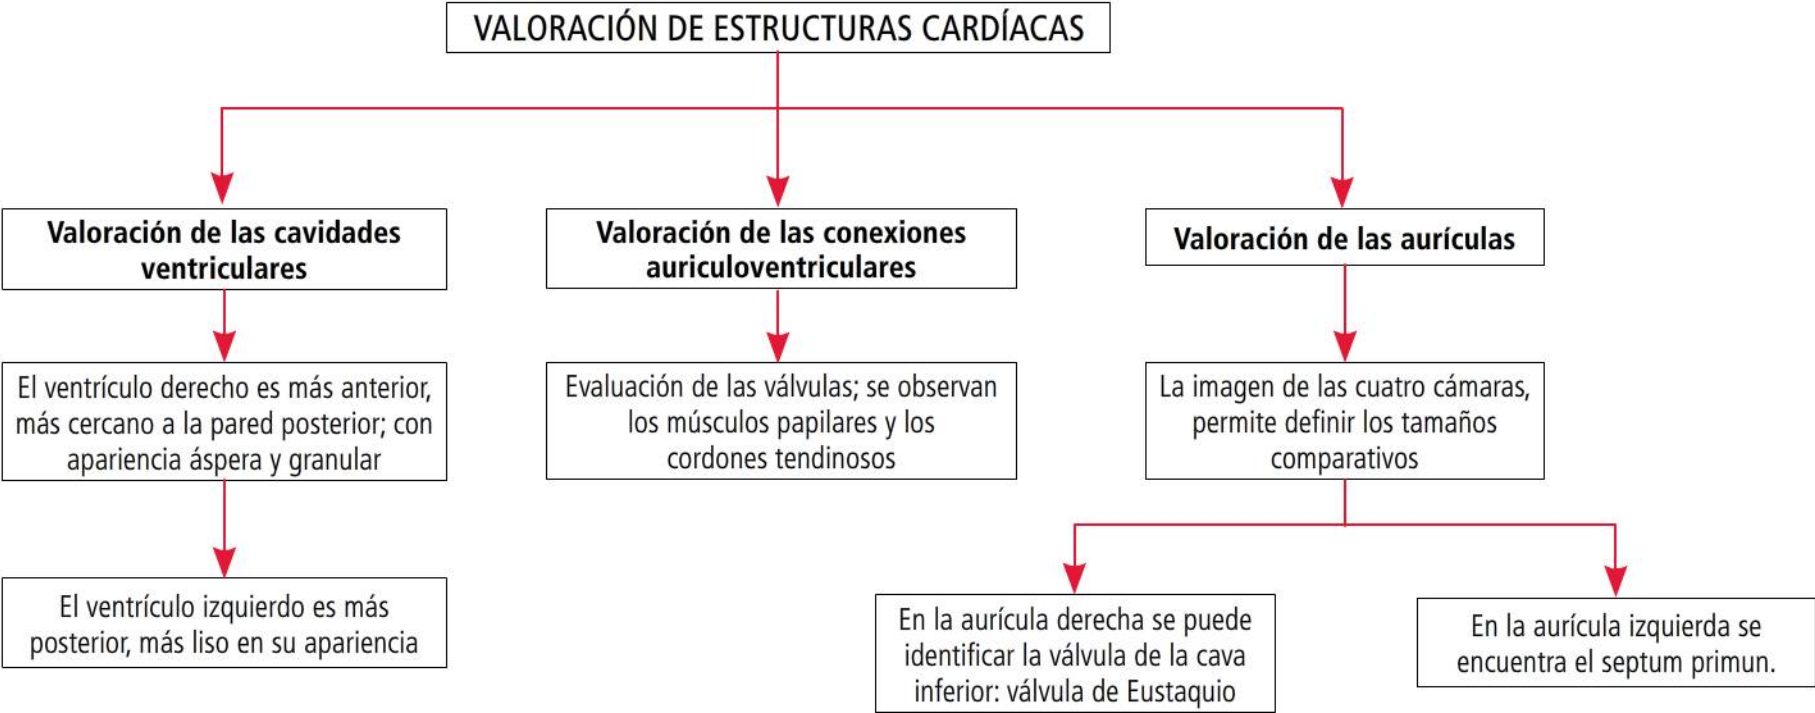 VALORACIÓN DE ESTRUCTURAS CARDÍACAS
Valoración de las cavidades
ventriculares
El ventrículo derecho es más anterior,
más cercano a la pared posterior; con
apariencia áspera y granular
El ventrículo izquierdo es más
posterior, más liso en su apariencia
Valoración de las conexiones
auriculoventriculares
Evaluación de las válvulas; se observan
los músculos papilares y los
cordones tendinosos
Valoración de las aurículas
La imagen de las cuatro cámaras,
permite definir los tamaños
comparativos
En la aurícula derecha se puede
identificar la válvula de la cava
inferior: válvula de Eustaquio
En la aurícula izquierda se
encuentra el septum primun.